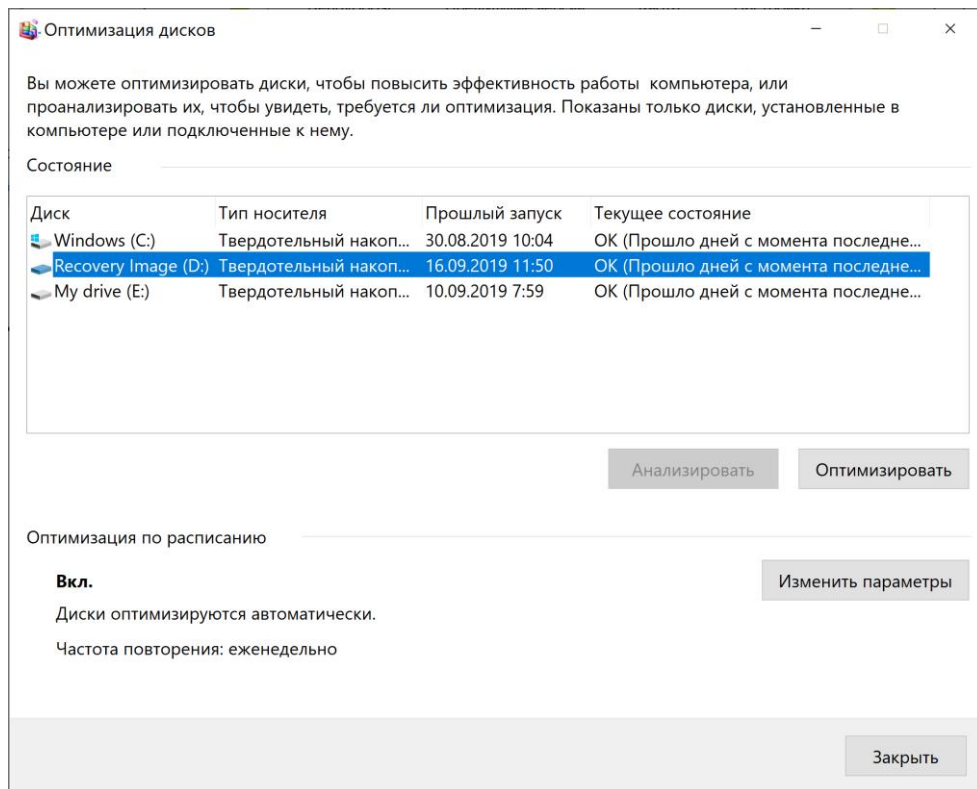 Оптимизация дисков
Вы можете оптимизировать диски, чтобы повысить эффективность работы компьютера, или
проанализировать их, чтобы увидеть, требуется ли оптимизация. Показаны только диски, установленные в
компьютере или подключенные к нему.
Состояние
Диск Тип носителя Прошлый запуск Текущее состояние
Windows (C:) Твердотельный накоп... 30.08.2019 10:04 ОК (Прошло дней с момента последне...
Recovery Image (D:) Твердотельный накоп... 16.09.2019 11:50 ОК (Прошло дней с момента последне...
My drive (E:) Твердотельный накоп... 10.09.2019 7:59 ОК (Прошло дней с момента последне...
Анализировать Оптимизировать
Оптимизация по расписанию
Вкл. Изменить параметры
Диски оптимизируются автоматически.
Частота повторения: еженедельно
Закрыть